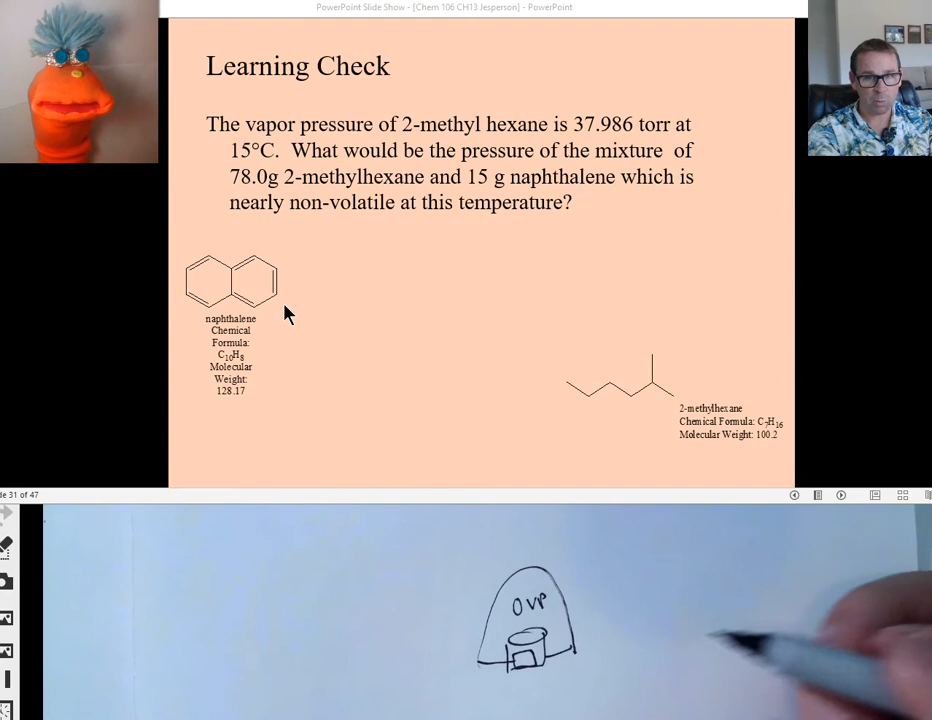 PowerPoint Slide Show - [Chem 106 CH13 Jesperson] - PowerPoint
Learning Check
The vapor pressure of 2-methyl hexane is 37.986 torr at
15°C. What would be the pressure of the mixture of
78.0g 2-methylhexane and 15 g naphthalene which is
nearly non-volatile at this temperature?
naphthalene
Chemical
Formula:
C10H8
Molecular
Weight:
128.17
2-methylhexane
Chemical Formula: C7H16
Molecular Weight: 100.2
de 31 of 47
0 VP